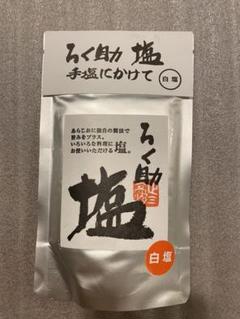 ろく助 塩
手塩にかけて
白塩
あらじおに独自の製法で
旨みをプラス。
いろいろな料理に
お使いいただける塩。
ろく助
塩
白塩